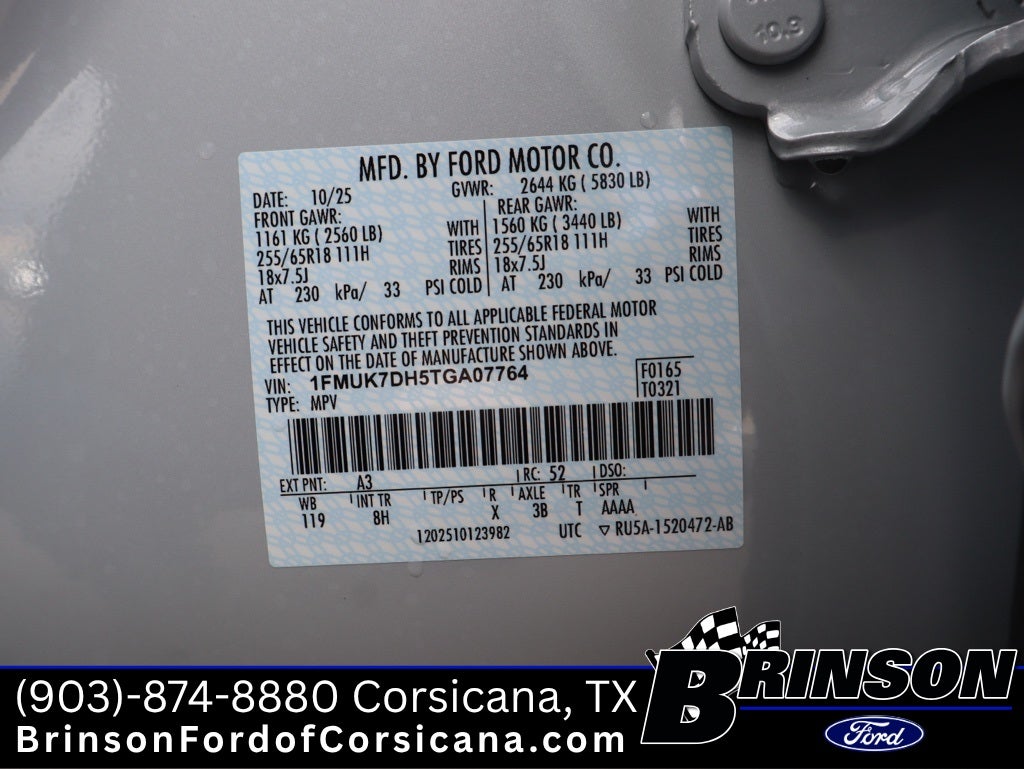 10.9
MFD. BY FORD MOTOR CO.
DATE: 10/25 GVWR: 2644 KG ( 5830 LB)
FRONT GAWR: REAR GAWR:
1161 KG ( 2560 LB) WITH 1560 KG ( 3440 LB) WITH
255/65R18 111H TIRES 255/65R18 111H TIRES
18x7.5J RIMS 18x7.5J RIMS
AT 230 kPa/ 33 PSI COLD AT 230 kPa/ 33 PSI COLD
THIS VEHICLE CONFORMS TO ALL APPLICABLE FEDERAL MOTOR
VEHICLE SAFETY AND THEFT PREVENTION STANDARDS IN
EFFECT ON THE DATE OF MANUFACTURE SHOWN ABOVE.
VIN: 1FMUK7DH5TGA07764 F0165
TYPE: MPV T0321
EXT PNT: A3 RC: 52 DSO:
WB INT TR TP/PS R AXLE TR SPR
119 8H X 3B T AAAA
1202510123982 UTC ▽ RU5A-1520472-AB
(903)-874-8880 Corsicana, TX
BrinsonFordofCorsicana.com
BRINSON
Ford